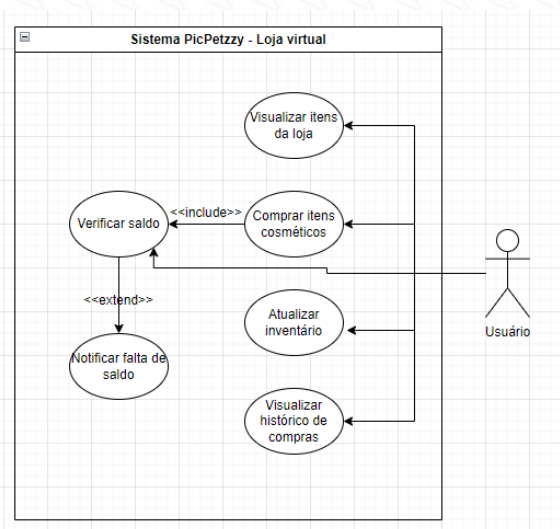 Sistema PicPetzzy - Loja virtual
Visualizar itens
da loja
<<include>>
Verificar saldo
Comprar itens
cosméticos
<<extend>>
Atualizar
inventário
Usuário
Notificar falta de
saldo
Visualizar
histórico de
compras